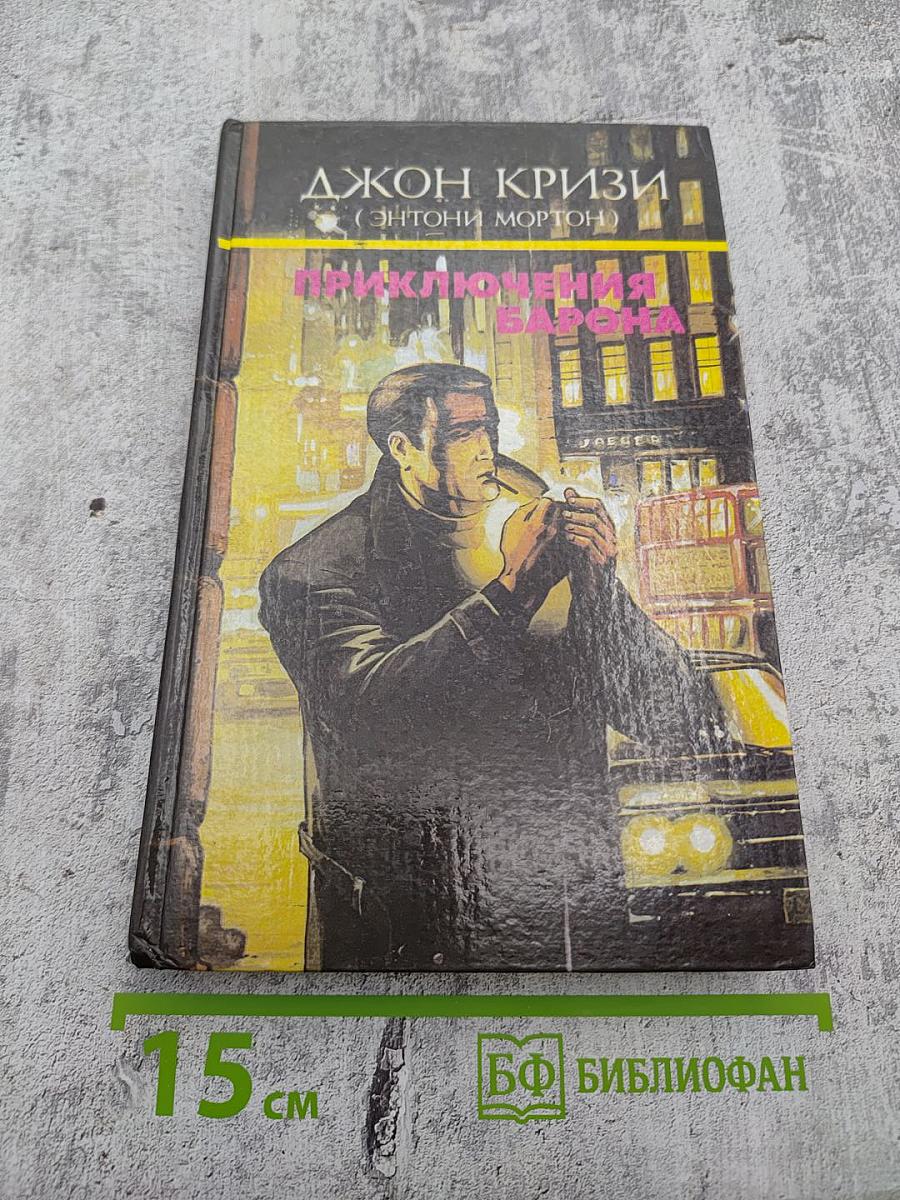 ДЖОН КРИЗИ
(ЭНТОНИ МОРТОН)
ПРИКЛЮЧЕНИЯ
БАРОНА
JAEGER
15 см
БФ БИБЛИОФАН